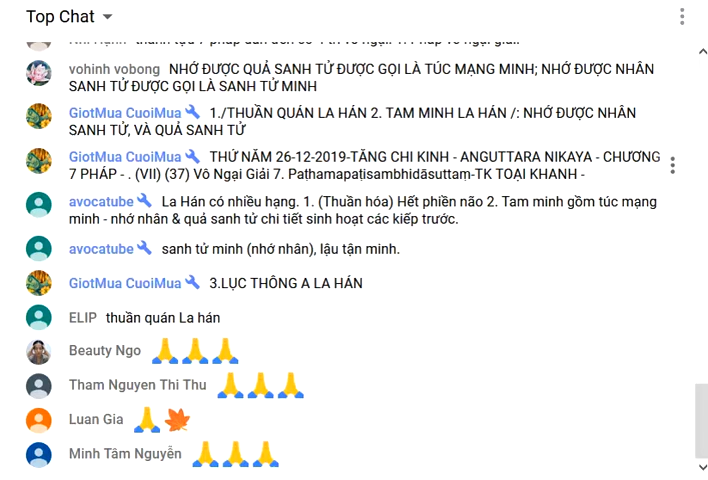 Top Chat
vohinh vobong NHỚ ĐƯỢC QUẢ SANH TỬ ĐƯỢC GỌI LÀ TÚC MẠNG MINH; NHỚ ĐƯỢC NHÂN
SANH TỬ ĐƯỢC GỌI LÀ SANH TỬ MINH
GiotMua CuoiMua 1./THUẦN QUÁN LA HÁN 2. TAM MINH LA HÁN /: NHỚ ĐƯỢC NHÂN
SANH TỬ, VÀ QUẢ SANH TỬ
GiotMua CuoiMua THỨ NĂM 26-12-2019-TĂNG CHI KINH - ANGUTTARA NIKAYA - CHƯƠNG
7 PHÁP - . (VII) (37) Vô Ngại Giải 7. Paṭhamapaṭisambhidāsuttaṃ-TK TOẠI KHANH -
avocatube La Hán có nhiều hạng. 1. (Thuần hóa) Hết phiền não 2. Tam minh gồm túc mạng
minh - nhớ nhân & quả sanh tử chi tiết sinh hoạt các kiếp trước.
avocatube sanh tử minh (nhớ nhân), lậu tận minh.
GiotMua CuoiMua 3.LỤC THÔNG A LA HÁN
ELIP thuần quán La hán
Beauty Ngo 🙏🙏🙏
Tham Nguyen Thi Thu 🙏🙏🙏
Luan Gia 🙏🍁
Minh Tâm Nguyễn 🙏🙏🙏